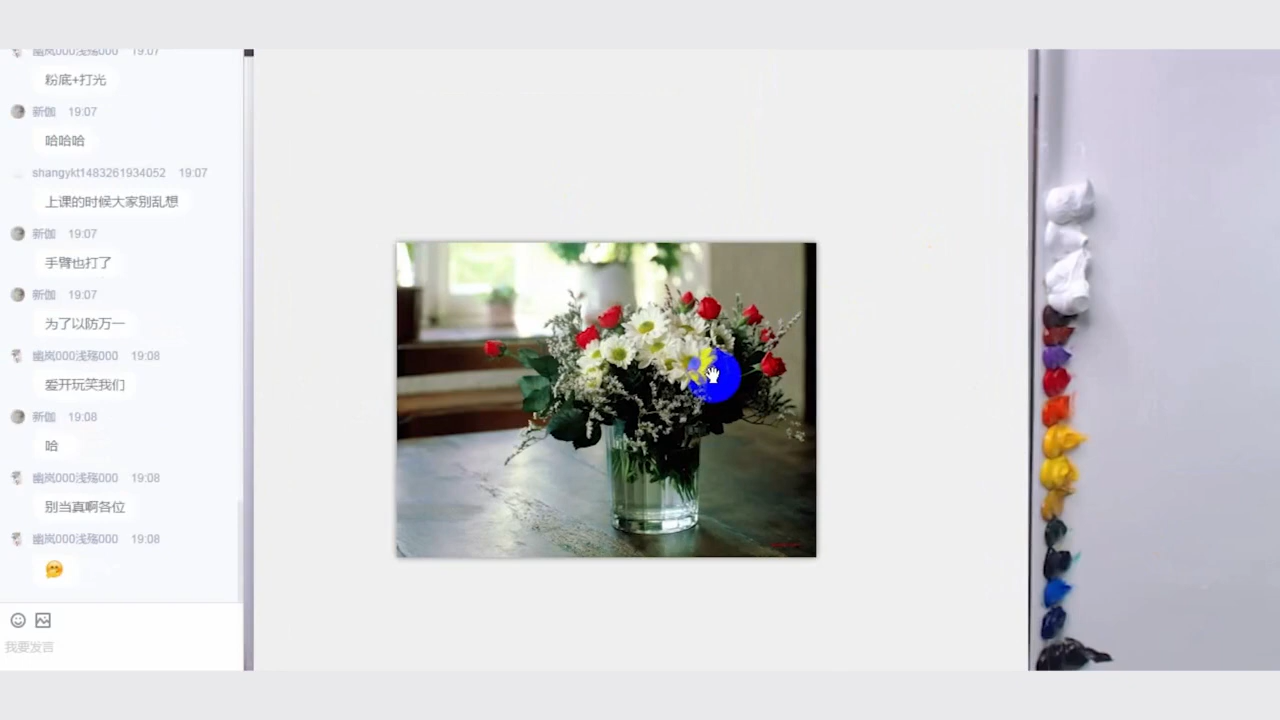 幽岚000浅殇000 19:07
粉底+打光
新伽 19:07
哈哈哈
shangykt1483261934052 19:07
上课的时候大家别乱想
新伽 19:07
手臂也打了
新伽 19:07
为了以防万一
幽岚000浅殇000 19:08
爱开玩笑我们
新伽 19:08
哈
幽岚000浅殇000 19:08
别当真啊各位
幽岚000浅殇000 19:08
我要发言